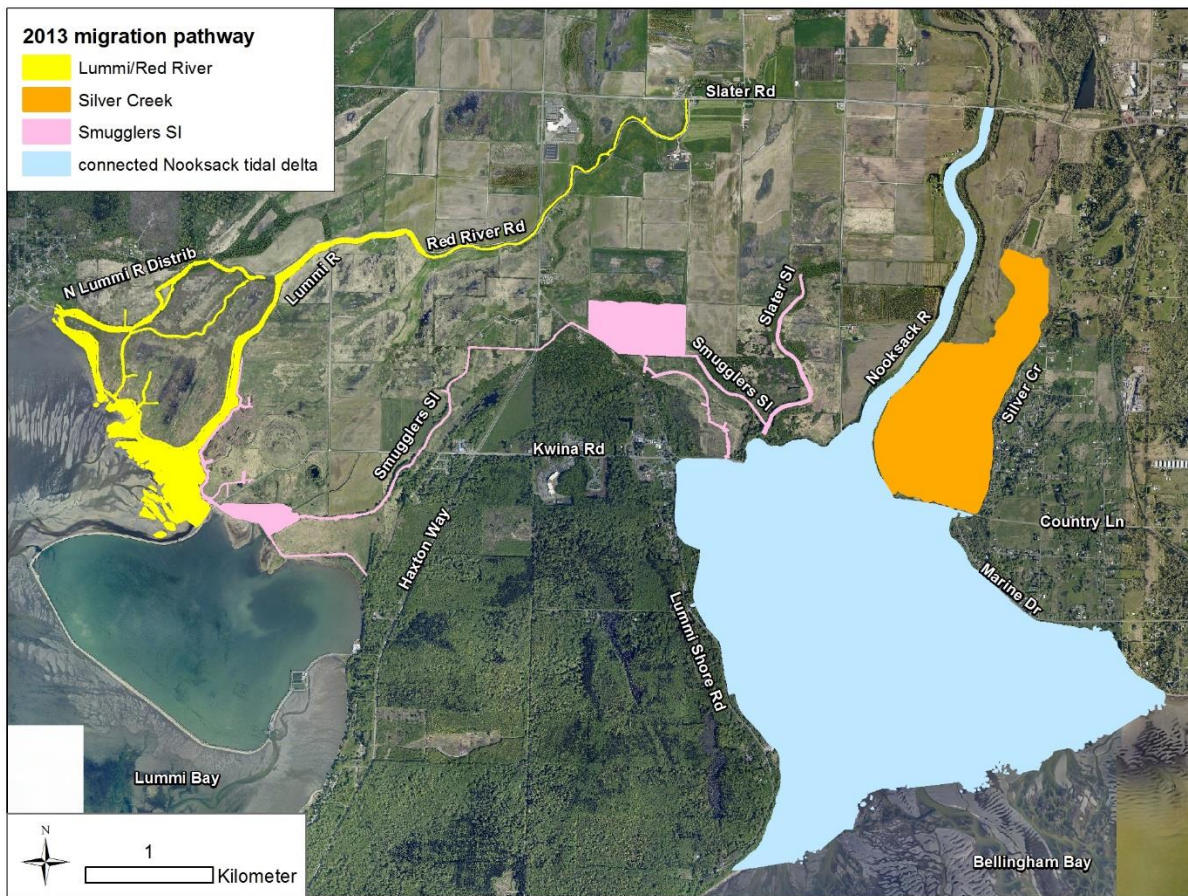 2013 migration pathway
Lummi/Red River
Silver Creek
Smugglers Sl
connected Nooksack tidal delta
Slater Rd
Red River Rd
N Lummi R Distrib
Lummi R
Slater Sl
Smugglers Sl
Nooksack R
Silver Cr
Smugglers Sl
Kwina Rd
Haxton Way
Country Ln
Marine Dr
Lummi Shore Rd
Lummi Bay
Bellingham Bay
N
1
Kilometer